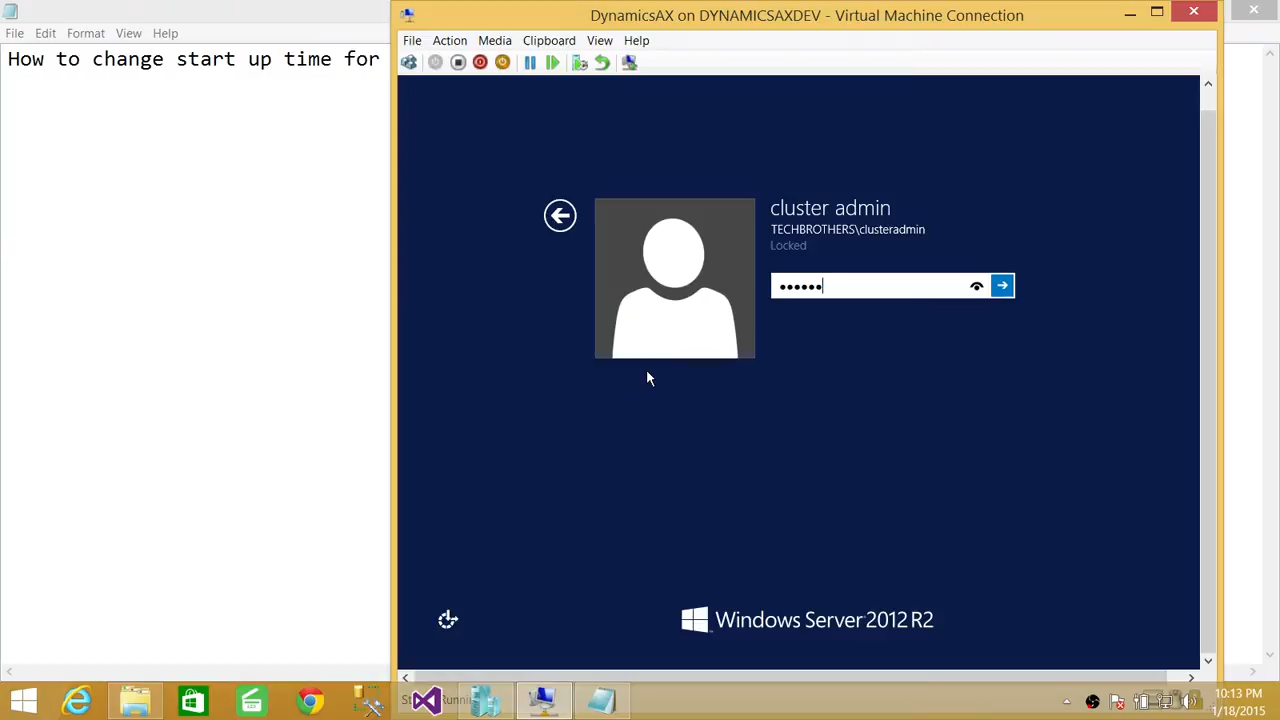 DynamicsAX on DYNAMICSAXDEV - Virtual Machine Connection
File Edit Format View Help
File Action Media Clipboard View Help
How to change start up time for
cluster admin
TECHBROTHERS\clusteradmin
Locked
Windows Server 2012 R2
10:13 PM
1/18/2015